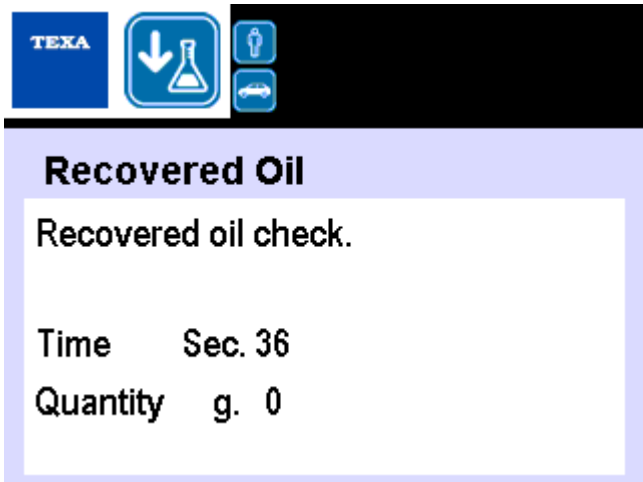 TEXA
Recovered Oil
Recovered oil check.
Time Sec. 36
Quantity g. 0